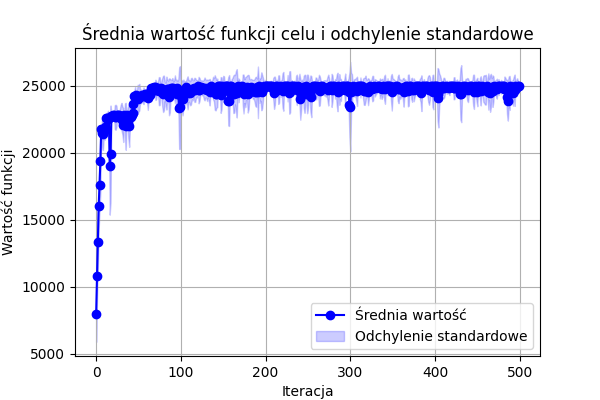 Średnia wartość funkcji celu i odchylenie standardowe
Wartość funkcji
25000
20000
15000
10000
5000
0
100
200
300
400
500
Iteracja
Średnia wartość
Odchylenie standardowe